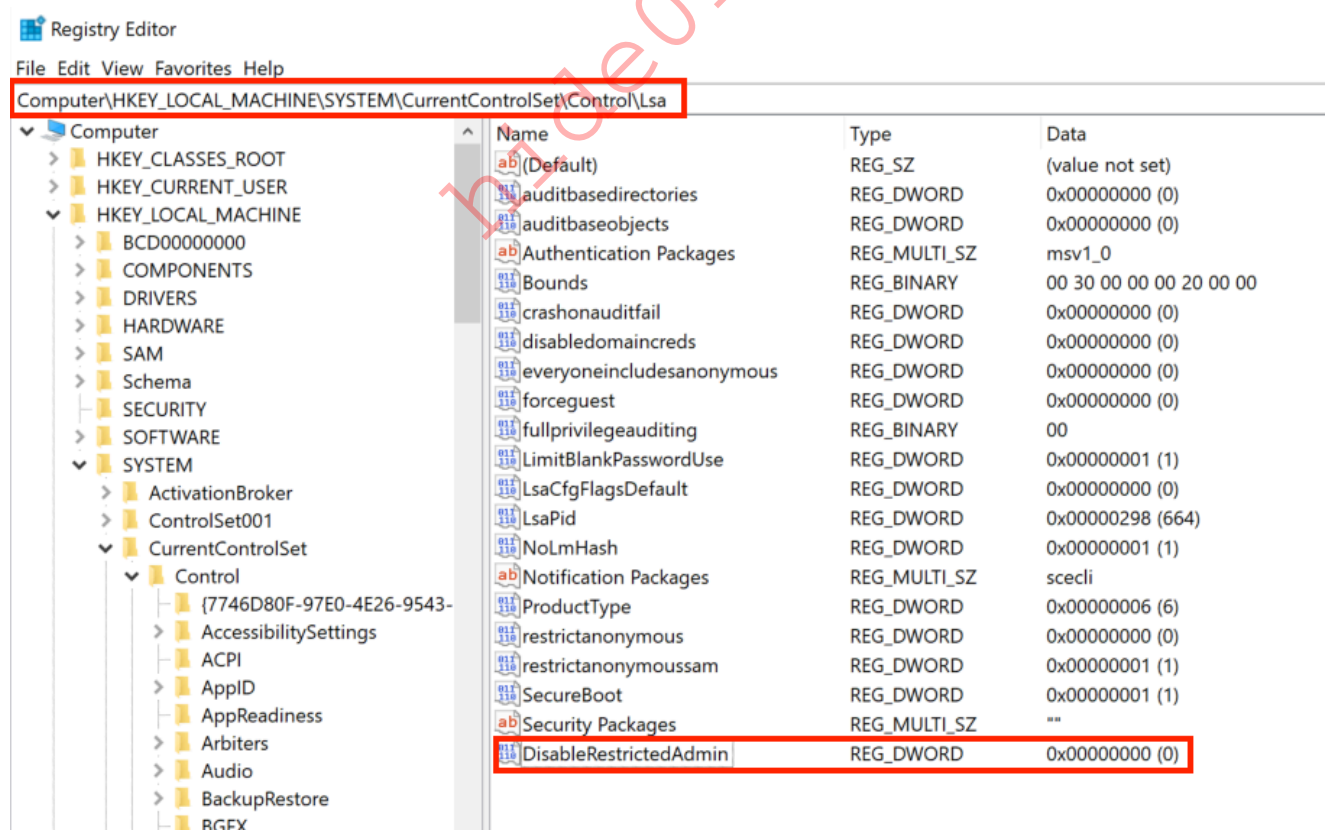 Registry Editor
File Edit View Favorites Help
Computer\HKEY_LOCAL_MACHINE\SYSTEM\CurrentControlSet\Control\Lsa
Computer
HKEY_CLASSES_ROOT
HKEY_CURRENT_USER
HKEY_LOCAL_MACHINE
BCD00000000
COMPONENTS
DRIVERS
HARDWARE
SAM
Schema
SECURITY
SOFTWARE
SYSTEM
ActivationBroker
ControlSet001
CurrentControlSet
Control
{7746D80F-97E0-4E26-9543-
AccessibilitySettings
ACPI
AppID
AppReadiness
Arbiters
Audio
BackupRestore
BGFX
Name Type Data
(Default) REG_SZ (value not set)
auditbasedirectories REG_DWORD 0x00000000 (0)
auditbaseobjects REG_DWORD 0x00000000 (0)
Authentication Packages REG_MULTI_SZ msv1_0
Bounds REG_BINARY 00 30 00 00 00 20 00 00
crashonauditfail REG_DWORD 0x00000000 (0)
disabledomaincreds REG_DWORD 0x00000000 (0)
everyoneincludesanonymous REG_DWORD 0x00000000 (0)
forceguest REG_DWORD 0x00000000 (0)
fullprivilegeauditing REG_BINARY 00
LimitBlankPasswordUse REG_DWORD 0x00000001 (1)
LsaCfgFlagsDefault REG_DWORD 0x00000000 (0)
LsaPid REG_DWORD 0x00000298 (664)
NoLmHash REG_DWORD 0x00000001 (1)
Notification Packages REG_MULTI_SZ scecli
ProductType REG_DWORD 0x00000006 (6)
restrictanonymous REG_DWORD 0x00000000 (0)
restrictanonymoussam REG_DWORD 0x00000001 (1)
SecureBoot REG_DWORD 0x00000001 (1)
Security Packages REG_MULTI_SZ ""
DisableRestrictedAdmin REG_DWORD 0x00000000 (0)